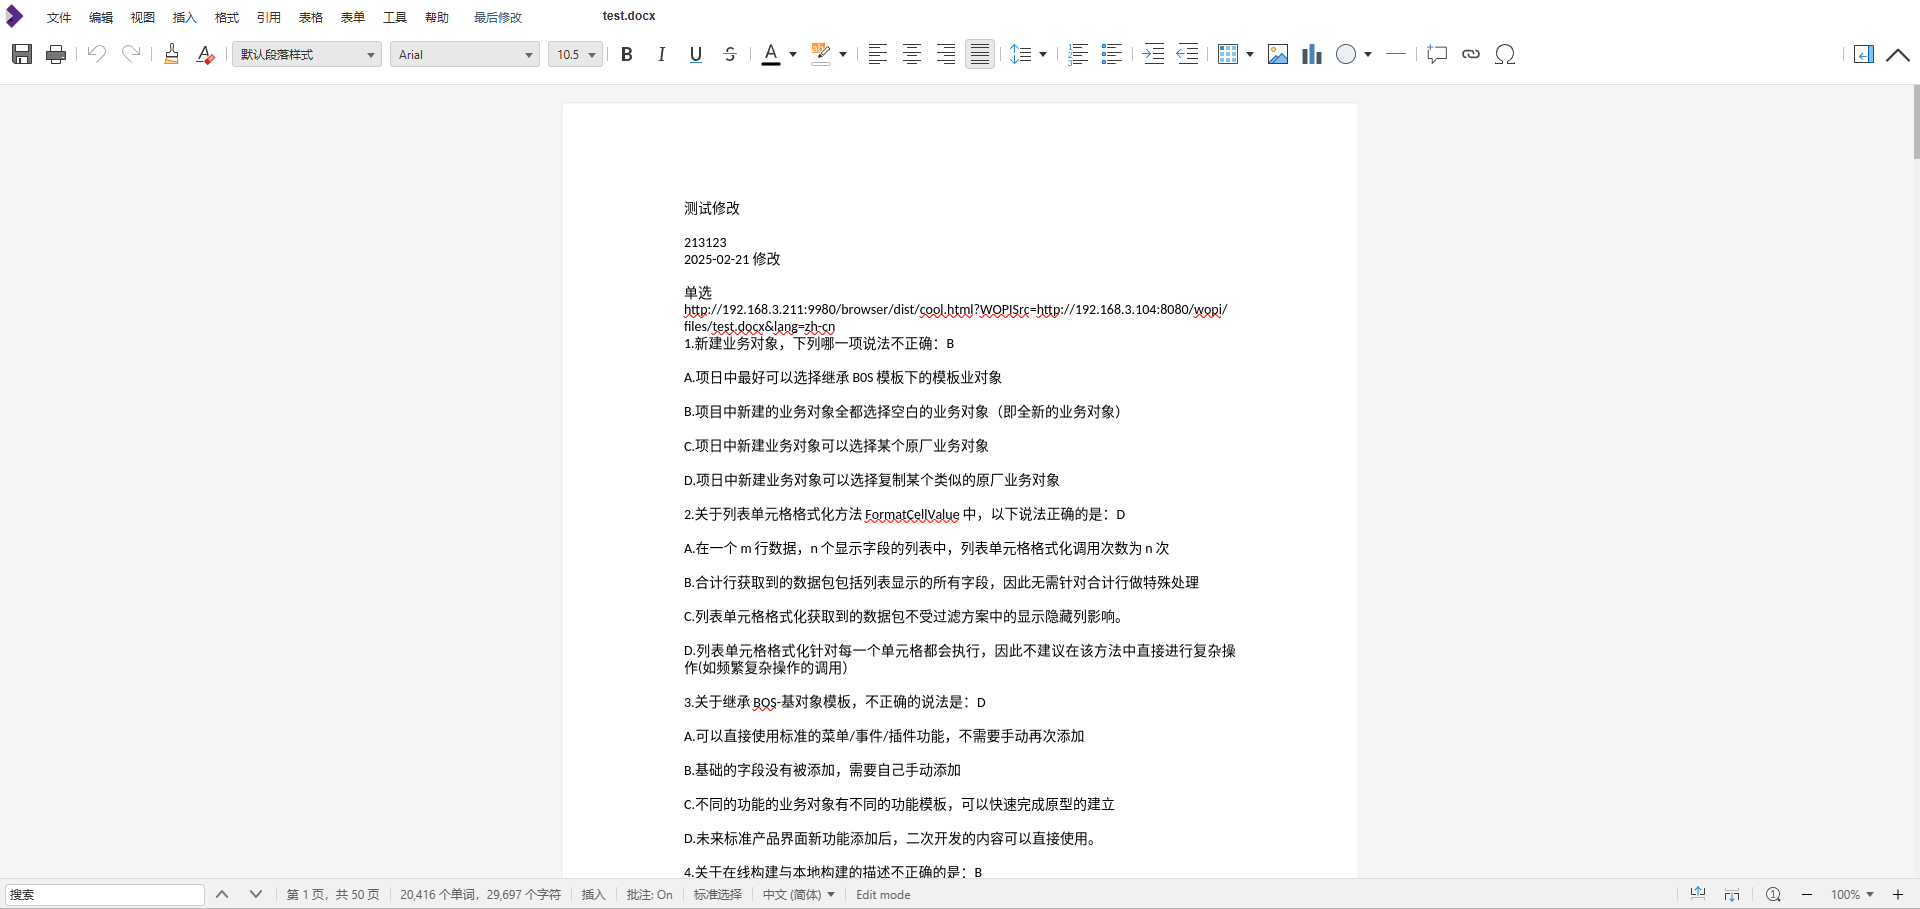 文件 编辑 视图 插入 格式 引用 表格 表单 工具 帮助 最后修改 test.docx
默认段落样式 Arial 10.5
测试修改
213123
2025-02-21 修改
单选
http://192.168.3.211:9980/browser/dist/cool.html?WOPISrc=http://192.168.3.104:8080/wopi/
files/test.docx&lang=zh-cn
1.新建业务对象，下列哪一项说法不正确：B
A.项日中最好可以选择继承 B0S 模板下的模板业对象
B.项目中新建的业务对象全都选择空白的业务对象（即全新的业务对象）
C.项日中新建业务对象可以选择某个原厂业务对象
D.项日中新建业务对象可以选择复制某个类似的原厂业务对象
2.关于列表单元格格式化方法 FormatCellValue 中，以下说法正确的是：D
A.在一个 m 行数据，n 个显示字段的列表中，列表单元格格式化调用次数为 n 次
B.合计行获取到的数据包包括列表显示的所有字段，因此无需针对合计行做特殊处理
C.列表单元格格式化获取到的数据包不受过滤方案中的显示隐藏列影响。
D.列表单元格格式化针对每一个单元格都会执行，因此不建议在该方法中直接进行复杂操
作(如频繁复杂操作的调用）
3.关于继承 BOS-基对象模板，不正确的说法是：D
A.可以直接使用标准的菜单/事件/插件功能，不需要手动再次添加
B.基础的字段没有被添加，需要自己手动添加
C.不同的功能的业务对象有不同的功能模板，可以快速完成原型的建立
D.未来标准产品界面新功能添加后，二次开发的内容可以直接使用。
4.关于在线构建与本地构建的描述不正确的是：B
搜索 第 1 页，共 50 页 20,416 个单词，29,697 个字符 插入 批注: On 标准选择 中文 (简体) Edit mode 100%